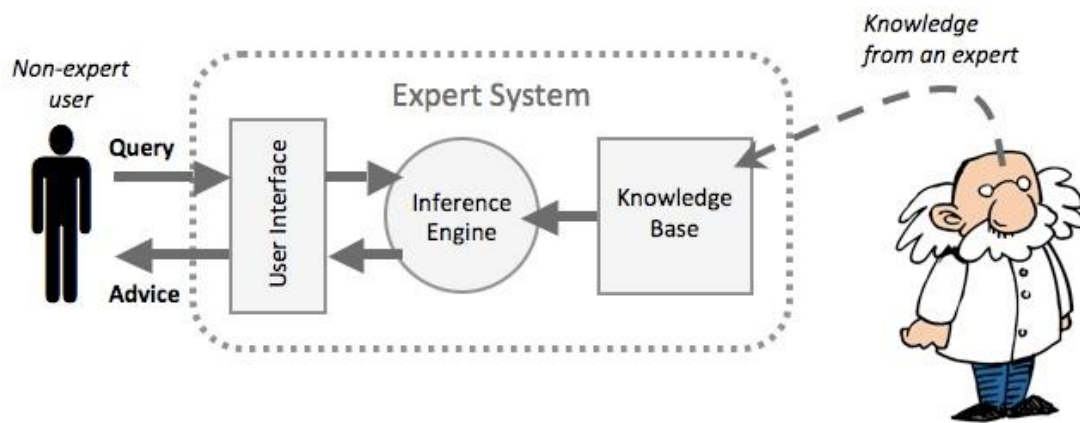 Knowledge
from an expert
Non-expert
user
Expert System
Query
User Interface
Inference
Engine
Knowledge
Base
Advice